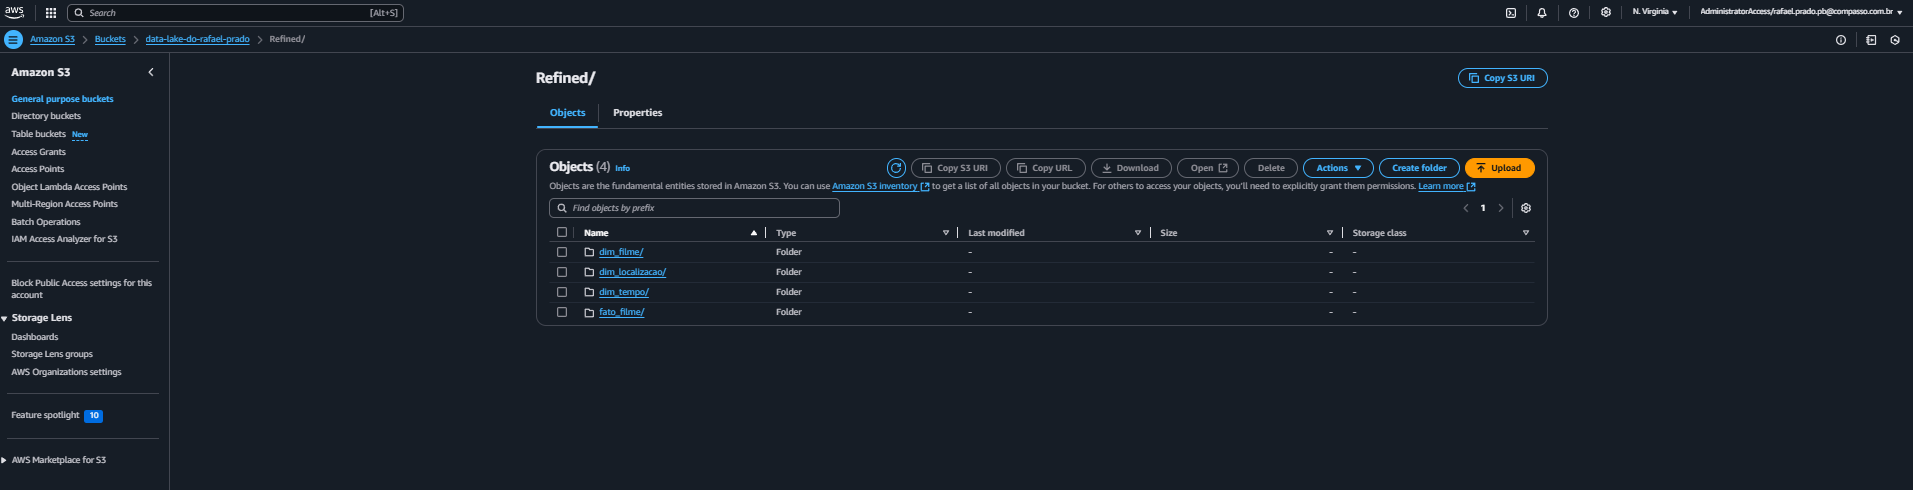 aws Search [Alt+S] N. Virginia AdministratorAccess/rafael.prado.pb@compasso.com.br
Amazon S3 Buckets data-lake-do-rafael-prado Refined/
Amazon S3
General purpose buckets
Directory buckets
Table buckets New
Access Grants
Access Points
Object Lambda Access Points
Multi-Region Access Points
Batch Operations
IAM Access Analyzer for S3
Block Public Access settings for this
account
Storage Lens
Dashboards
Storage Lens groups
AWS Organizations settings
Feature spotlight 10
AWS Marketplace for S3
Refined/
Copy S3 URI
Objects Properties
Objects (4) Info Copy S3 URI Copy URL Download Open Delete Actions Create folder Upload
Objects are the fundamental entities stored in Amazon S3. You can use Amazon S3 inventory to get a list of all objects in your bucket. For others to access your objects, you'll need to explicitly grant them permissions. Learn more
Find objects by prefix 1
Name Type Last modified Size Storage class
dim_filme/ Folder - - -
dim_localizacao/ Folder - - -
dim_tempo/ Folder - - -
fato_filme/ Folder - - -